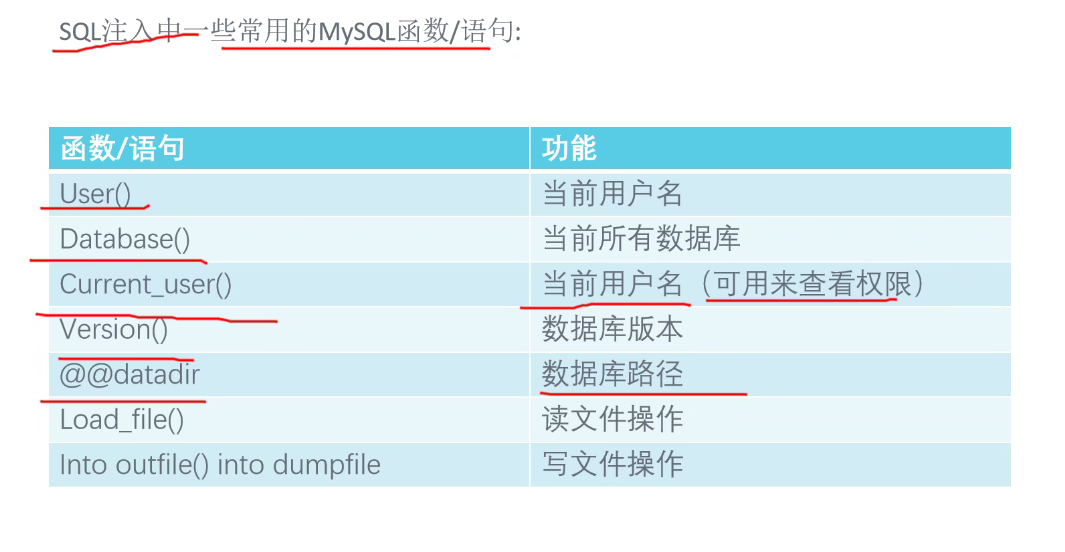 SQL注入中一些常用的MySQL函数/语句:
函数/语句 功能
User() 当前用户名
Database() 当前所有数据库
Current_user() 当前用户名（可用来查看权限）
Version() 数据库版本
@@datadir 数据库路径
Load_file() 读文件操作
Into outfile() into dumpfile 写文件操作